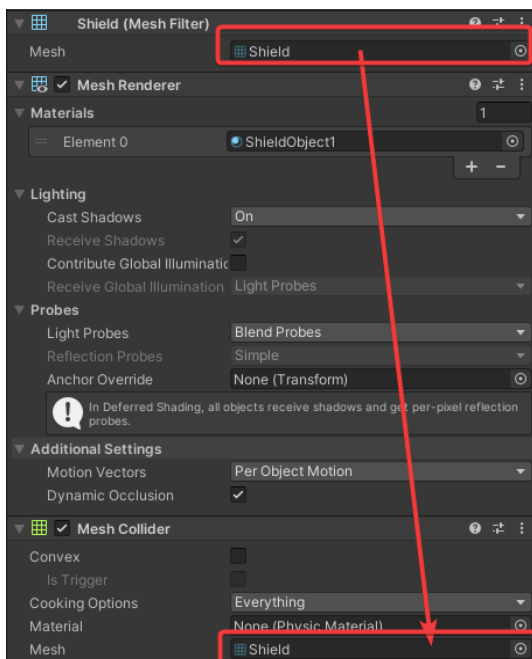 Shield (Mesh Filter)
Mesh Shield
Mesh Renderer
Materials 1
Element 0 ShieldObject1
+ -
Lighting
Cast Shadows On
Receive Shadows
Contribute Global Illuminatic
Receive Global Illumination Light Probes
Probes
Light Probes Blend Probes
Reflection Probes Simple
Anchor Override None (Transform)
In Deferred Shading, all objects receive shadows and get per-pixel reflection
probes.
Additional Settings
Motion Vectors Per Object Motion
Dynamic Occlusion
Mesh Collider
Convex
Is Trigger
Cooking Options Everything
Material None (Physic Material)
Mesh Shield